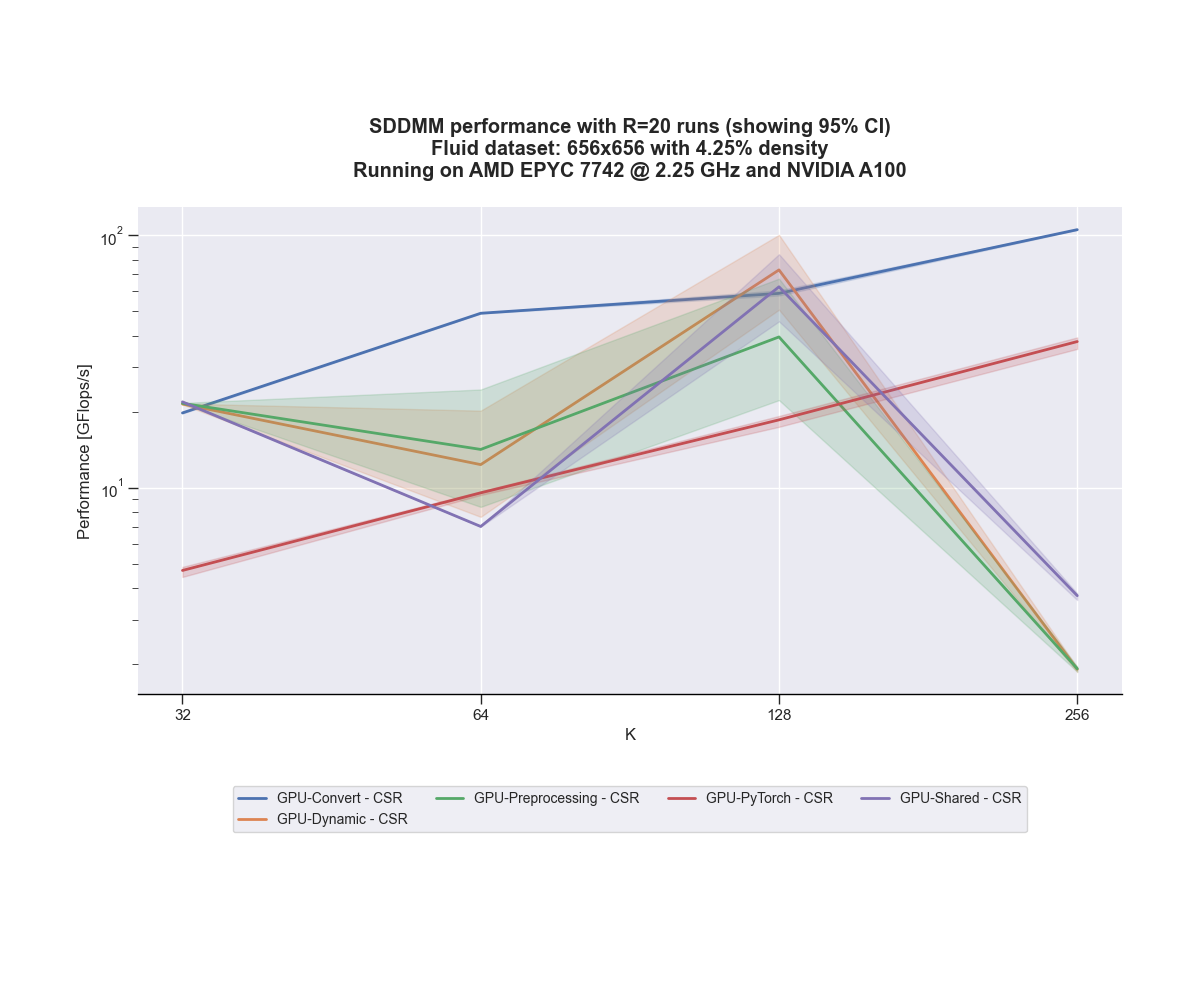 SDDMM performance with R=20 runs (showing 95% CI)
Fluid dataset: 656x656 with 4.25% density
Running on AMD EPYC 7742 @ 2.25 GHz and NVIDIA A100
Performance [GFlops/s]
10^2
10^1
32 64 128 256
K
GPU-Convert - CSR GPU-Preprocessing - CSR GPU-PyTorch - CSR GPU-Shared - CSR
GPU-Dynamic - CSR